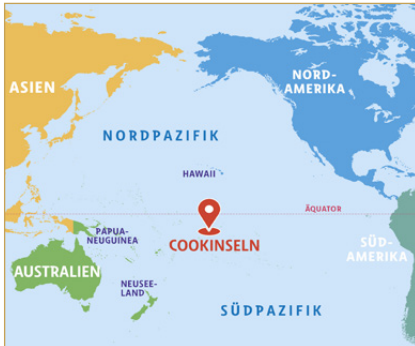 ASIEN
NORD-
AMERIKA
NORDPAZIFIK
HAWAII
ÄQUATOR
PAPUA-
NEUGUINEA
COOKINSELN
SÜD-
AMERIKA
AUSTRALIEN
NEUSEE-
LAND
SÜDPAZIFIK